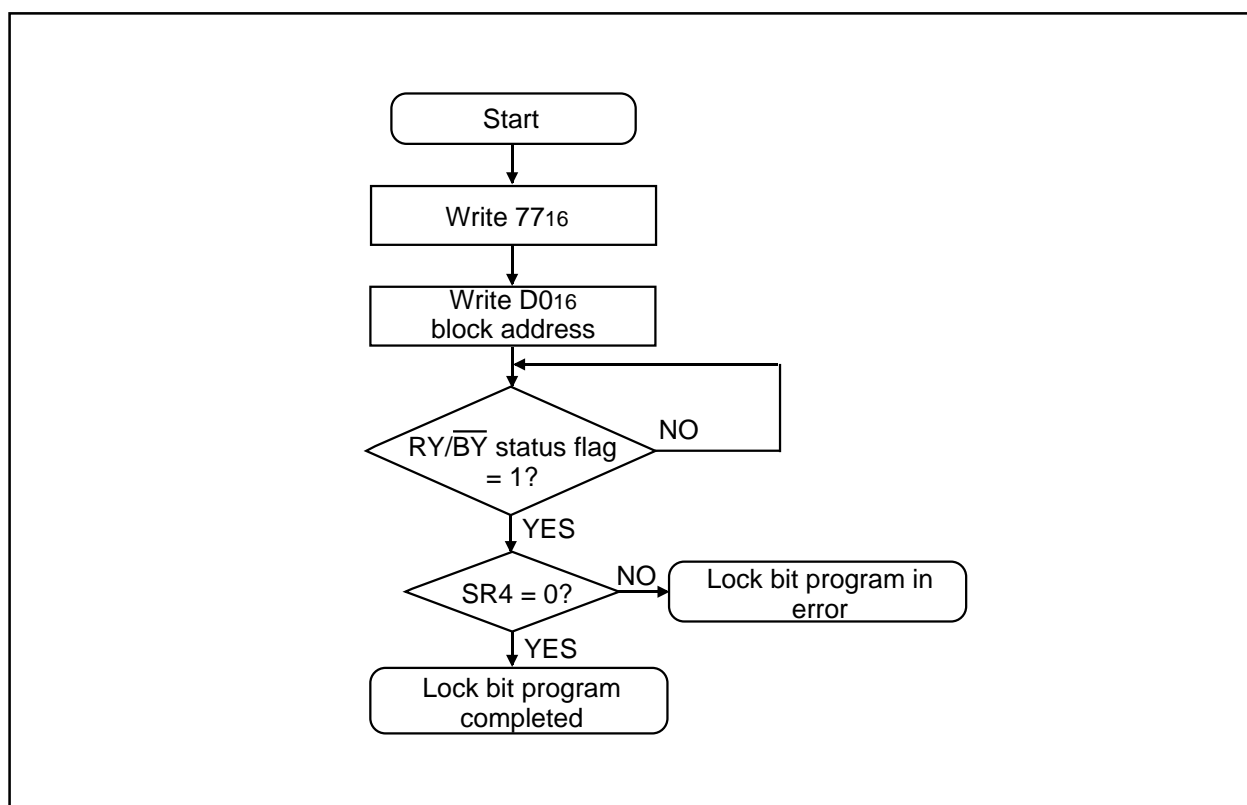 Start
Write 77₁₆
Write D0₁₆
block address
NO
RY/B̅Y̅ status flag
= 1?
YES
NO
SR4 = 0?
Lock bit program in
error
YES
Lock bit program
completed